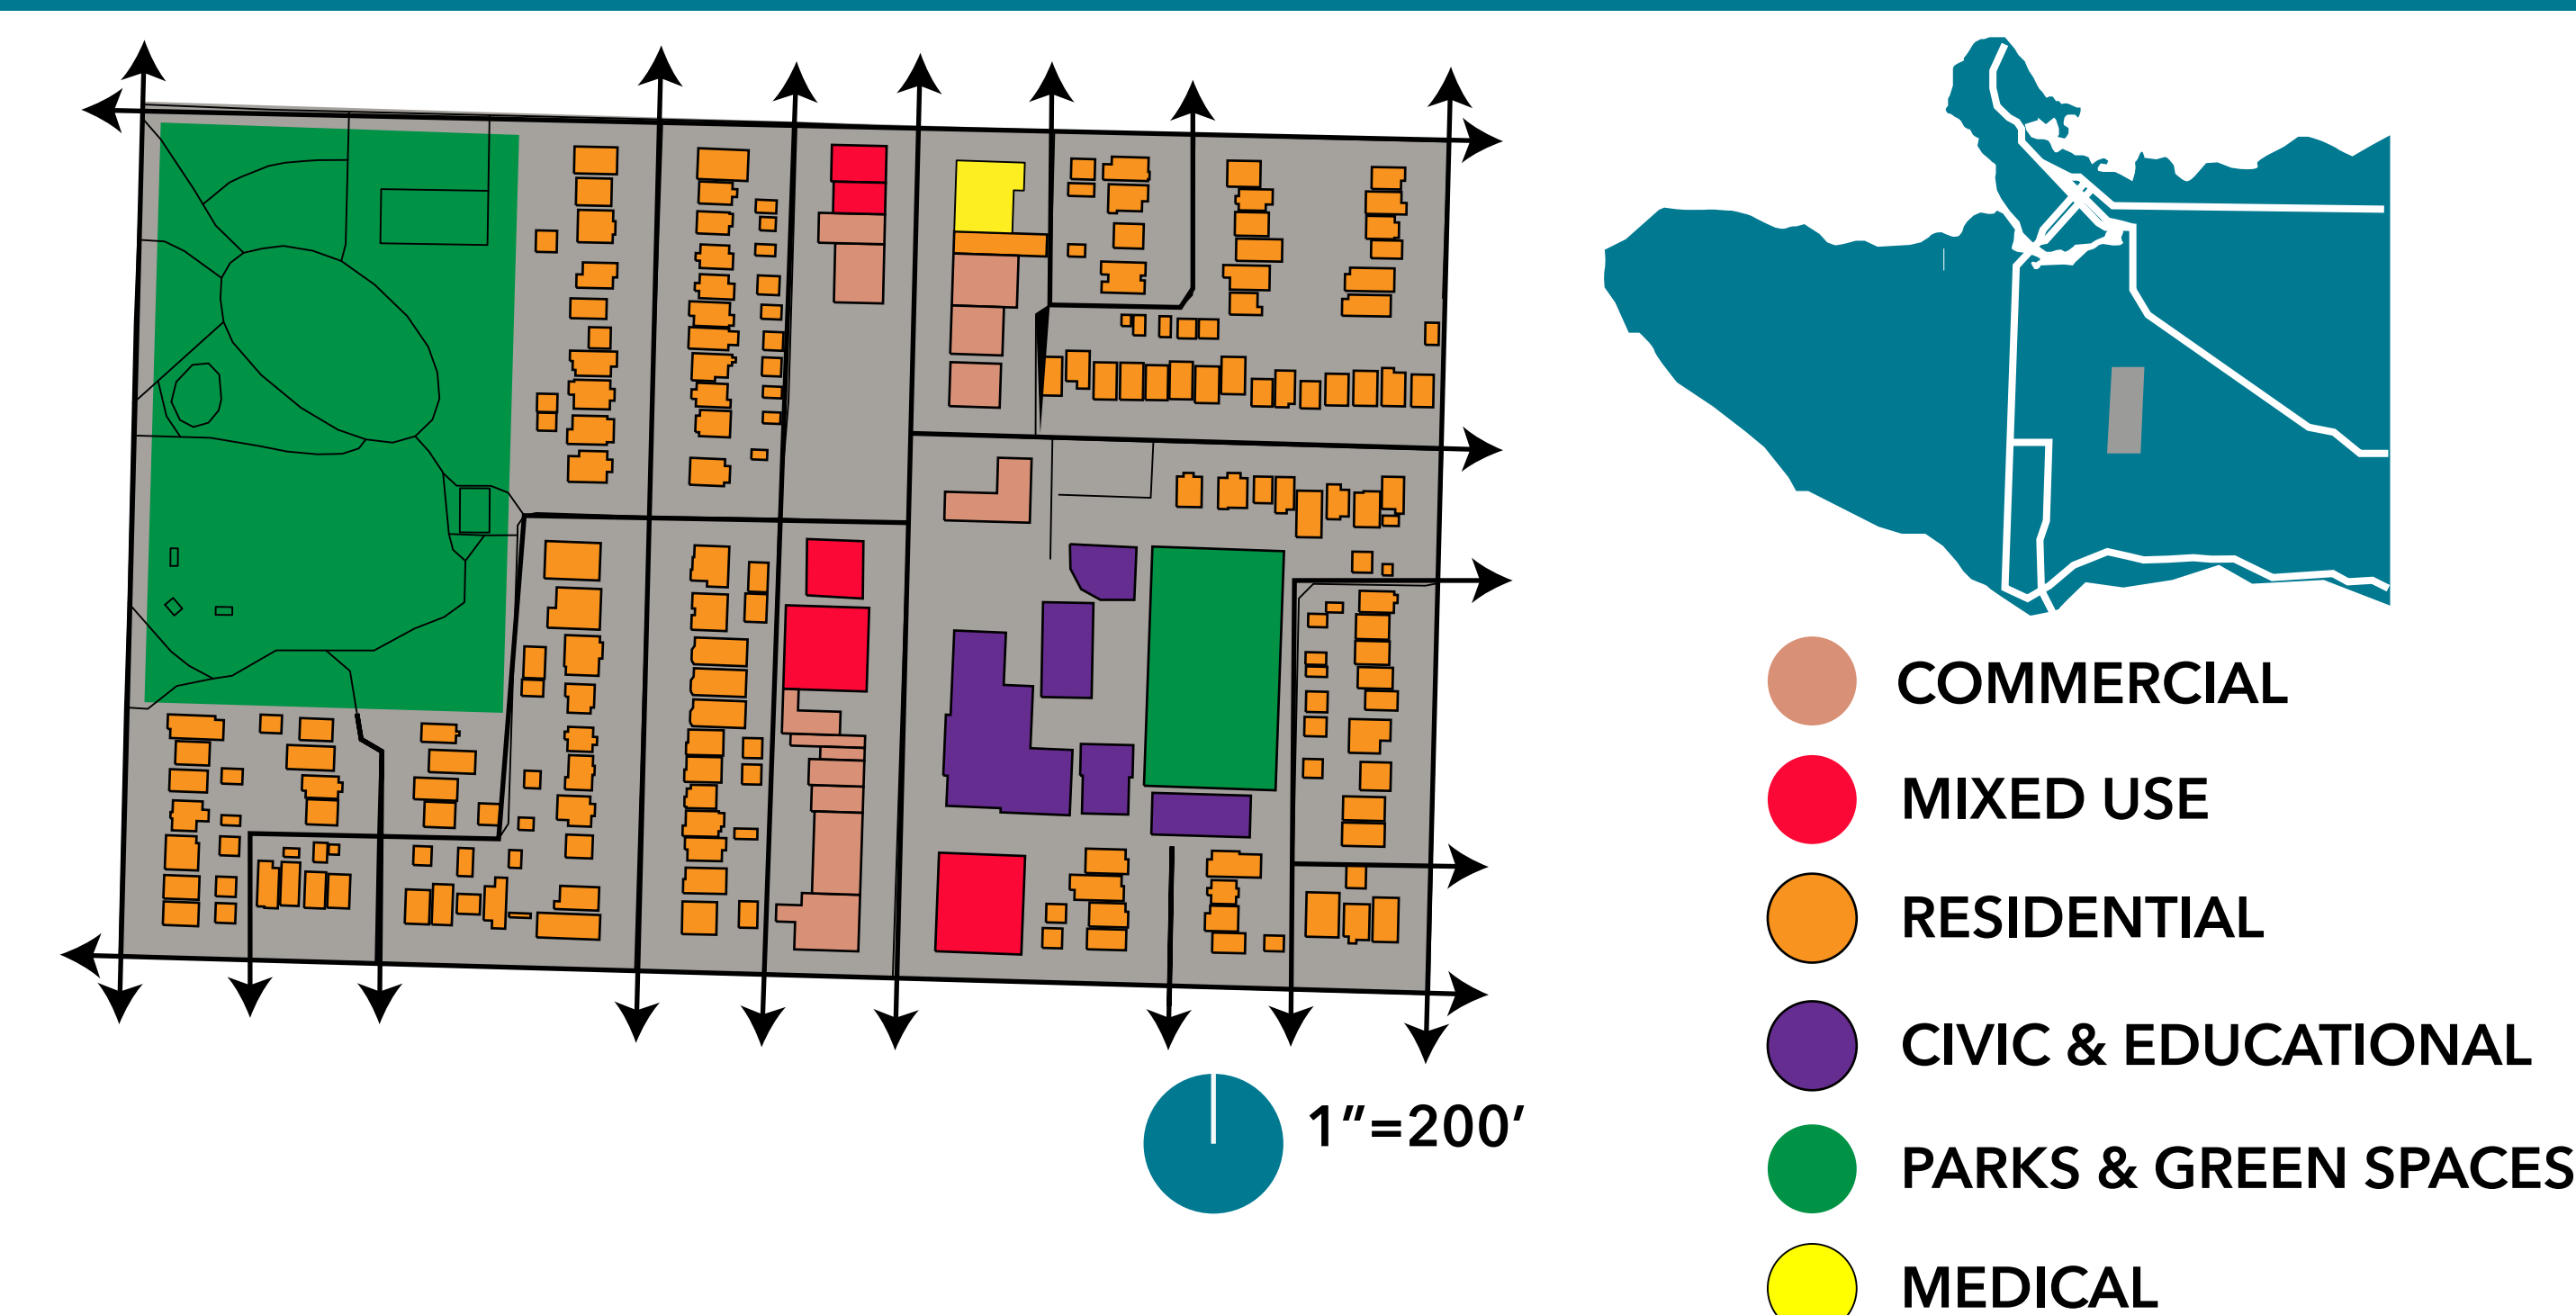 COMMERCIAL
MIXED USE
RESIDENTIAL
CIVIC & EDUCATIONAL
1″=200′
PARKS & GREEN SPACES
MEDICAL